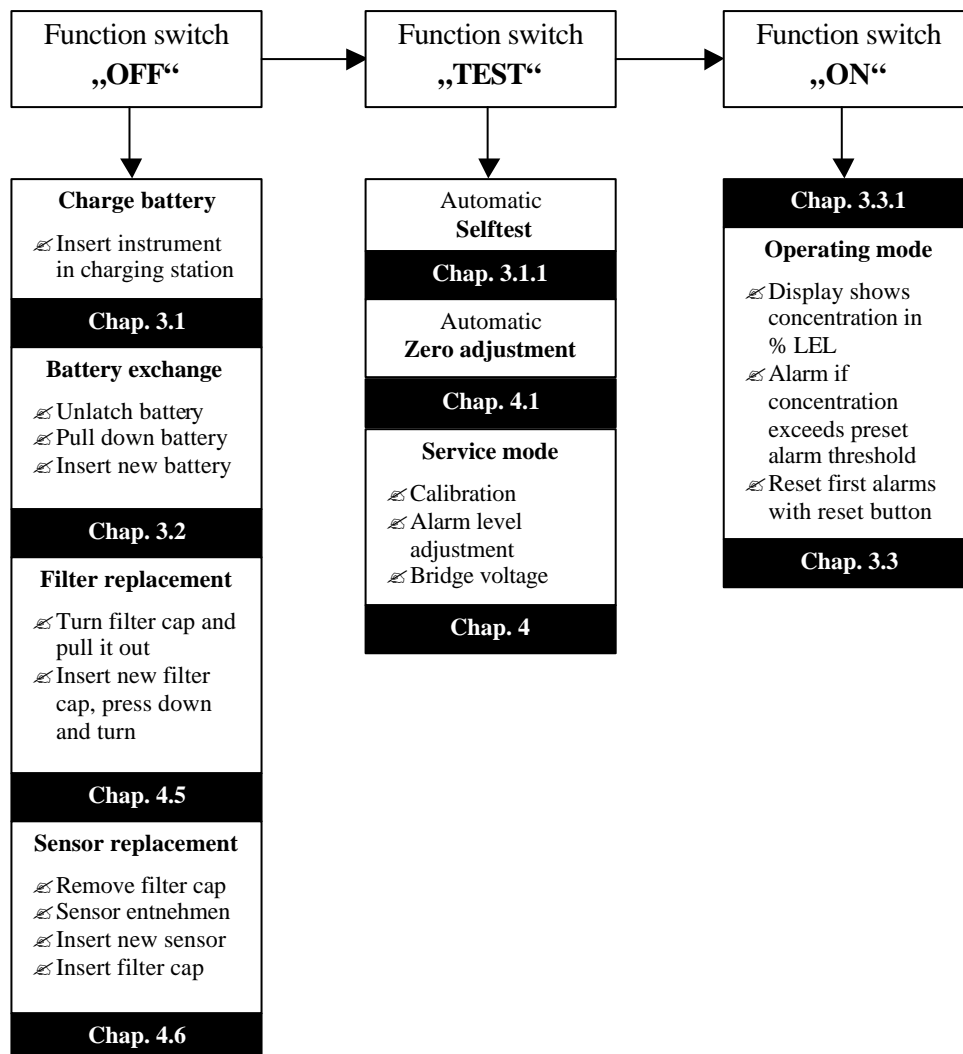 Function switch
„OFF“
Charge battery
Insert instrument
in charging station
Chap. 3.1
Battery exchange
Unlatch battery
Pull down battery
Insert new battery
Chap. 3.2
Filter replacement
Turn filter cap and
pull it out
Insert new filter
cap, press down
and turn
Chap. 4.5
Sensor replacement
Remove filter cap
Sensor entnehmen
Insert new sensor
Insert filter cap
Chap. 4.6
Function switch
„TEST“
Automatic
Selftest
Chap. 3.1.1
Automatic
Zero adjustment
Chap. 4.1
Service mode
Calibration
Alarm level
adjustment
Bridge voltage
Chap. 4
Function switch
„ON“
Chap. 3.3.1
Operating mode
Display shows
concentration in
% LEL
Alarm if
concentration
exceeds preset
alarm threshold
Reset first alarms
with reset button
Chap. 3.3